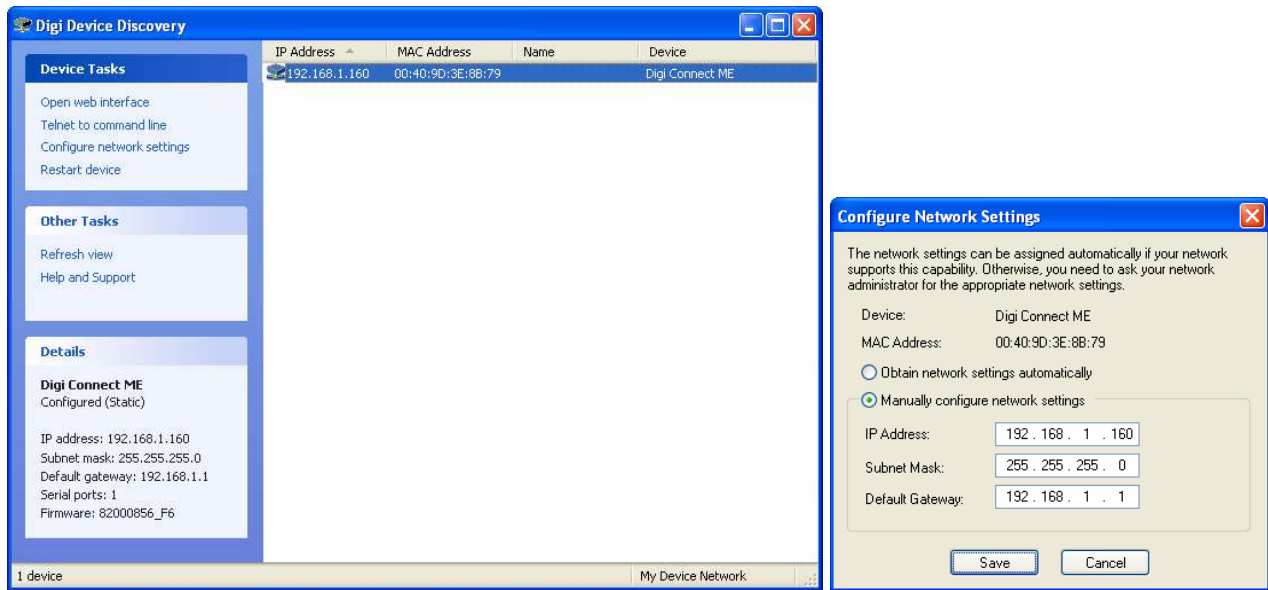 Digi Device Discovery
Device Tasks
Open web interface
Telnet to command line
Configure network settings
Restart device
Other Tasks
Refresh view
Help and Support
Details
Digi Connect ME
Configured (Static)
IP address: 192.168.1.160
Subnet mask: 255.255.255.0
Default gateway: 192.168.1.1
Serial ports: 1
Firmware: 82000856_F6
IP Address MAC Address Name Device
192.168.1.160 00:40:9D:3E:8B:79 Digi Connect ME
1 device My Device Network
Configure Network Settings
The network settings can be assigned automatically if your network
supports this capability. Otherwise, you need to ask your network
administrator for the appropriate network settings.
Device: Digi Connect ME
MAC Address: 00:40:9D:3E:8B:79
Obtain network settings automatically
Manually configure network settings
IP Address: 192 . 168 . 1 . 160
Subnet Mask: 255 . 255 . 255 . 0
Default Gateway: 192 . 168 . 1 . 1
Save Cancel